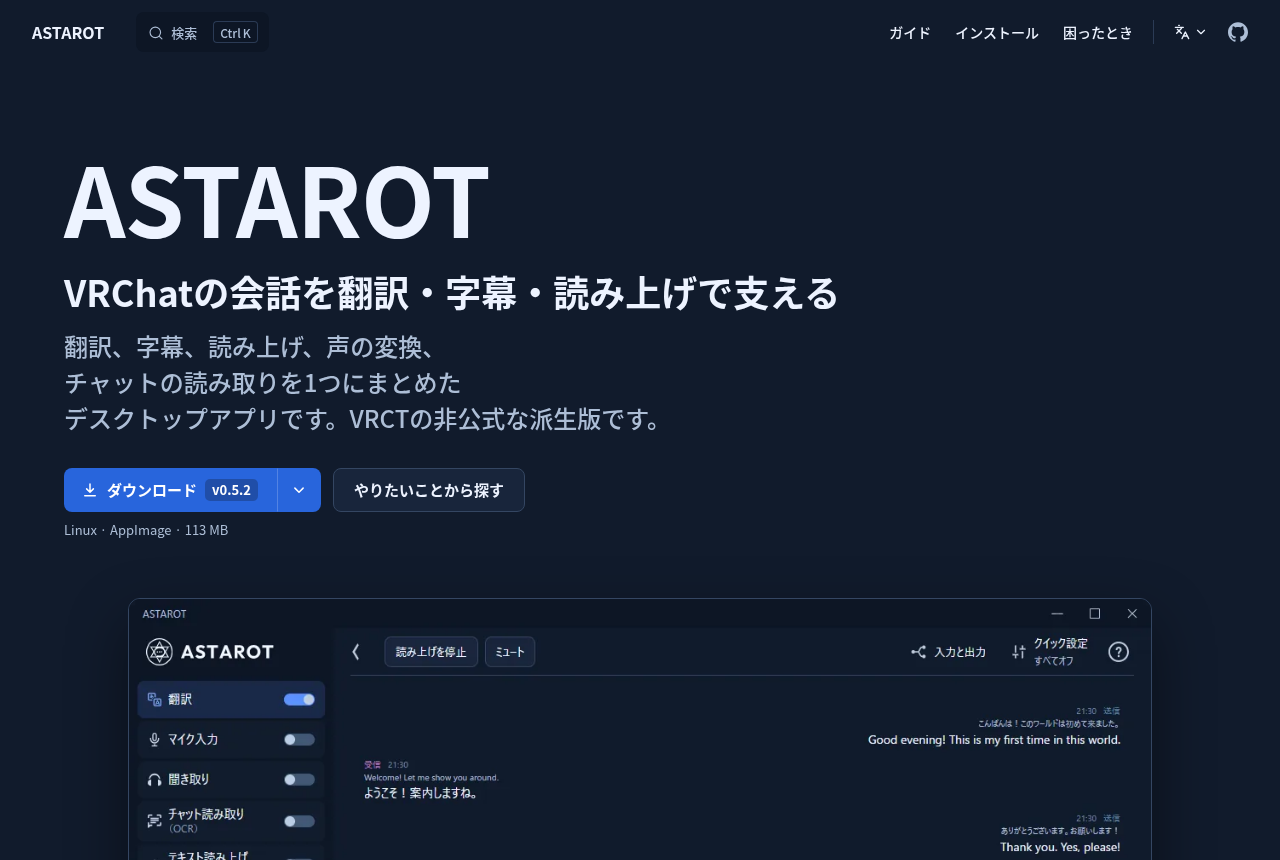 ASTAROT
検索 Ctrl K
ガイド インストール 困ったとき
ASTAROT
VRChatの会話を翻訳・字幕・読み上げで支える
翻訳、字幕、読み上げ、声の変換、
チャットの読み取りを1つにまとめた
デスクトップアプリです。VRCTの非公式な派生版です。
ダウンロード v0.5.2
やりたいことから探す
Linux · AppImage · 113 MB
ASTAROT
ASTAROT
読み上げを停止 ミュート
入力と出力
クイック設定
すべてオフ
?
翻訳
マイク入力
聞き取り
チャット読み取り
(OCR)
テキスト読み上げ
21:30 送信
こんばんは!このワールドは初めて来ました。
Good evening! This is my first time in this world.
受信 21:30
Welcome! Let me show you around.
ようこそ!案内しますね。
21:30 送信
ありがとうございます。お願いします!
Thank you. Yes, please!